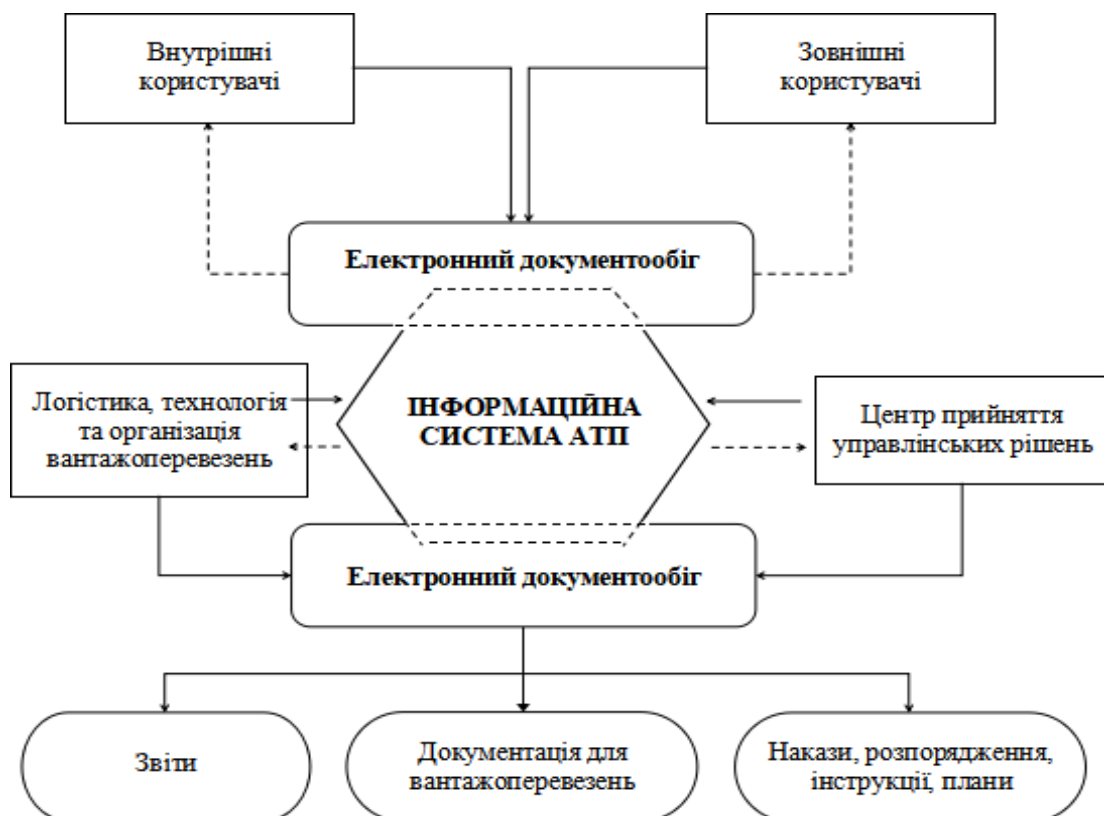 Внутрішні
користувачі
Зовнішні
користувачі
Електронний документообіг
Логістика, технологія
та організація
вантажоперевезень
ІНФОРМАЦІЙНА
СИСТЕМА АТП
Центр прийняття
управлінських рішень
Електронний документообіг
Звіти
Документація для
вантажоперевезень
Накази, розпорядження,
інструкції, плани